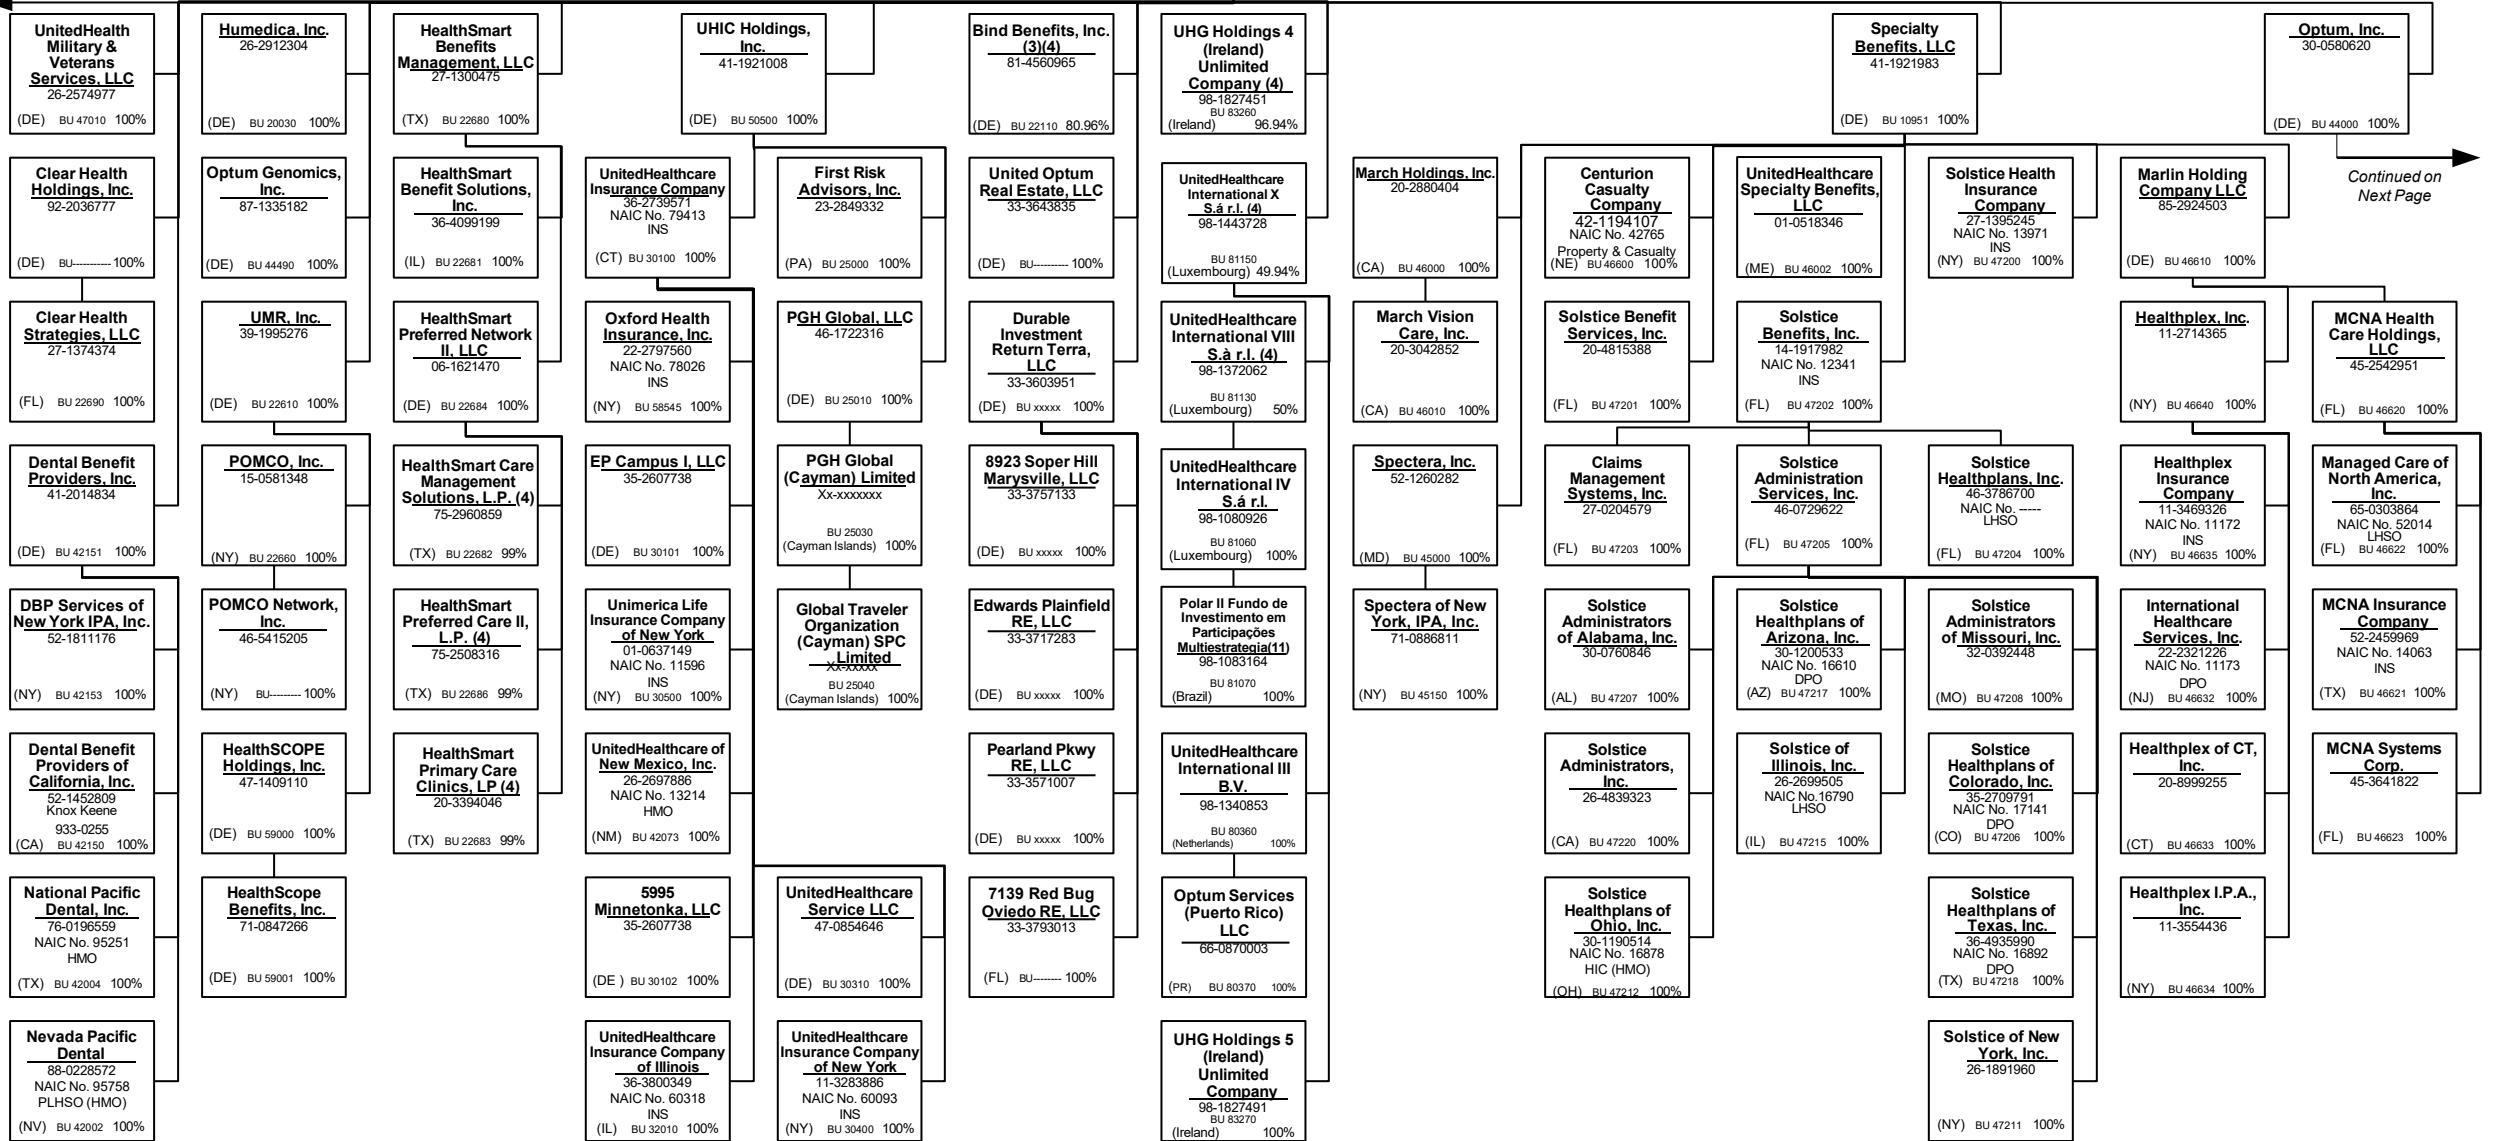 UnitedHealth
Military &
Veterans
Services, LLC
26-2574977
(DE) BU 47010 100%
Humedica, Inc.
26-2912304
(DE) BU 20030 100%
HealthSmart
Benefits
Management, LLC
27-1300475
(TX) BU 22680 100%
UHIC Holdings,
Inc.
41-1921008
(DE) BU 50500 100%
Bind Benefits, Inc.
(3)(4)
81-4560965
(DE) BU 22110 80.96%
UHG Holdings 4
(Ireland)
Unlimited
Company (4)
98-1827451
BU 83260
(Ireland) 96.94%
Specialty
Benefits, LLC
41-1921983
(DE) BU 10951 100%
Optum, Inc.
30-0580620
(DE) BU 44000 100%
Continued on
Next Page
Clear Health
Holdings, Inc.
92-2036777
(DE) BU----------- 100%
Optum Genomics,
Inc.
87-1335182
(DE) BU 44490 100%
HealthSmart
Benefit Solutions,
Inc.
36-4099199
(IL) BU 22681 100%
UnitedHealthcare
Insurance Company
36-2739571
NAIC No. 79413
INS
(CT) BU 30100 100%
First Risk
Advisors, Inc.
23-2849332
(PA) BU 25000 100%
United Optum
Real Estate, LLC
33-3643835
(DE) BU---------- 100%
UnitedHealthcare
International X
S.á r.l. (4)
98-1443728
BU 81150
(Luxembourg) 49.94%
March Holdings, Inc.
20-2880404
(CA) BU 46000 100%
Centurion
Casualty
Company
42-1194107
NAIC No. 42765
Property & Casualty
(NE) BU 46600 100%
UnitedHealthcare
Specialty Benefits,
LLC
01-0518346
(ME) BU 46002 100%
Solstice Health
Insurance
Company
27-1395245
NAIC No. 13971
INS
(NY) BU 47200 100%
Marlin Holding
Company LLC
85-2924503
(DE) BU 46610 100%
Clear Health
Strategies, LLC
27-1374374
(FL) BU 22690 100%
UMR, Inc.
39-1995276
(DE) BU 22610 100%
HealthSmart
Preferred Network
II, LLC
06-1621470
(DE) BU 22684 100%
Oxford Health
Insurance, Inc.
22-2797560
NAIC No. 78026
INS
(NY) BU 58545 100%
PGH Global, LLC
46-1722316
(DE) BU 25010 100%
Durable
Investment
Return Terra,
LLC
33-3603951
(DE) BU xxxxx 100%
UnitedHealthcare
International VIII
S.à r.l. (4)
98-1372062
BU 81130
(Luxembourg) 50%
March Vision
Care, Inc.
20-3042852
(CA) BU 46010 100%
Solstice Benefit
Services, Inc.
20-4815388
(FL) BU 47201 100%
Solstice
Benefits, Inc.
14-1917982
NAIC No. 12341
INS
(FL) BU 47202 100%
Healthplex, Inc.
11-2714365
(NY) BU 46640 100%
MCNA Health
Care Holdings,
LLC
45-2542951
(FL) BU 46620 100%
Dental Benefit
Providers, Inc.
41-2014834
(DE) BU 42151 100%
POMCO, Inc.
15-0581348
(NY) BU 22660 100%
HealthSmart Care
Management
Solutions, L.P. (4)
75-2960859
(TX) BU 22682 99%
EP Campus I, LLC
35-2607738
(DE) BU 30101 100%
PGH Global
(Cayman) Limited
Xx-xxxxxxx
BU 25030
(Cayman Islands) 100%
8923 Soper Hill
Marysville, LLC
33-3757133
(DE) BU xxxxx 100%
UnitedHealthcare
International IV
S.á r.l.
98-1080926
BU 81060
(Luxembourg) 100%
Spectera, Inc.
52-1260282
(MD) BU 45000 100%
Claims
Management
Systems, Inc.
27-0204579
(FL) BU 47203 100%
Solstice
Administration
Services, Inc.
46-0729622
(FL) BU 47205 100%
Solstice
Healthplans, Inc.
46-3786700
NAIC No. -----
LHSO
(FL) BU 47204 100%
Healthplex
Insurance
Company
11-3469326
NAIC No. 11172
INS
(NY) BU 46635 100%
Managed Care of
North America,
Inc.
65-0303864
NAIC No. 52014
LHSO
(FL) BU 46622 100%
DBP Services of
New York IPA, Inc.
52-1811176
(NY) BU 42153 100%
POMCO Network,
Inc.
46-5415205
(NY) BU--------- 100%
HealthSmart
Preferred Care II,
L.P. (4)
75-2508316
(TX) BU 22686 99%
Unimerica Life
Insurance Company
of New York
01-0637149
NAIC No. 11596
INS
(NY) BU 30500 100%
Global Traveler
Organization
(Cayman) SPC
Limited
Xx-xxxxx
BU 25040
(Cayman Islands) 100%
Edwards Plainfield
RE, LLC
33-3717283
(DE) BU xxxxx 100%
Polar II Fundo de
Investimento em
Participações
Multiestrategia(11)
98-1083164
BU 81070
(Brazil) 100%
Spectera of New
York, IPA, Inc.
71-0886811
(NY) BU 45150 100%
Solstice
Administrators
of Alabama, Inc.
30-0760846
(AL) BU 47207 100%
Solstice
Healthplans of
Arizona, Inc.
30-1200533
NAIC No. 16610
DPO
(AZ) BU 47217 100%
Solstice
Administrators
of Missouri, Inc.
32-0392448
(MO) BU 47208 100%
International
Healthcare
Services, Inc.
22-2321226
NAIC No. 11173
DPO
(NJ) BU 46632 100%
MCNA Insurance
Company
52-2459969
NAIC No. 14063
INS
(TX) BU 46621 100%
Dental Benefit
Providers of
California, Inc.
52-1452809
Knox Keene
933-0255
(CA) BU 42150 100%
HealthSCOPE
Holdings, Inc.
47-1409110
(DE) BU 59000 100%
HealthSmart
Primary Care
Clinics, LP (4)
20-3394046
(TX) BU 22683 99%
UnitedHealthcare of
New Mexico, Inc.
26-2697886
NAIC No. 13214
HMO
(NM) BU 42073 100%
Pearland Pkwy
RE, LLC
33-3571007
(DE) BU xxxxx 100%
UnitedHealthcare
International III
B.V.
98-1340853
BU 80360
(Netherlands) 100%
Solstice
Administrators,
Inc.
26-4839323
(CA) BU 47220 100%
Solstice of
Illinois, Inc.
26-2699505
NAIC No.16790
LHSO
(IL) BU 47215 100%
Solstice
Healthplans of
Colorado, Inc.
35-2709791
NAIC No. 17141
DPO
(CO) BU 47206 100%
Healthplex of CT,
Inc.
20-8999255
(CT) BU 46633 100%
MCNA Systems
Corp.
45-3641822
(FL) BU 46623 100%
National Pacific
Dental, Inc.
76-0196559
NAIC No. 95251
HMO
(TX) BU 42004 100%
HealthScope
Benefits, Inc.
71-0847266
(DE) BU 59001 100%
5995
Minnetonka, LLC
35-2607738
(DE ) BU 30102 100%
UnitedHealthcare
Service LLC
47-0854646
(DE) BU 30310 100%
7139 Red Bug
Oviedo RE, LLC
33-3793013
(FL) BU-------- 100%
Optum Services
(Puerto Rico)
LLC
66-0870003
(PR) BU 80370 100%
Solstice
Healthplans of
Ohio, Inc.
30-1190514
NAIC No. 16878
HIC (HMO)
(OH) BU 47212 100%
Solstice
Healthplans of
Texas, Inc.
36-4935990
NAIC No. 16892
DPO
(TX) BU 47218 100%
Healthplex I.P.A.,
Inc.
11-3554436
(NY) BU 46634 100%
Nevada Pacific
Dental
88-0228572
NAIC No. 95758
PLHSO (HMO)
(NV) BU 42002 100%
UnitedHealthcare
Insurance Company
of Illinois
36-3800349
NAIC No. 60318
INS
(IL) BU 32010 100%
UnitedHealthcare
Insurance Company
of New York
11-3283886
NAIC No. 60093
INS
(NY) BU 30400 100%
UHG Holdings 5
(Ireland)
Unlimited
Company
98-1827491
BU 83270
(Ireland) 100%
Solstice of New
York, Inc.
26-1891960
(NY) BU 47211 100%